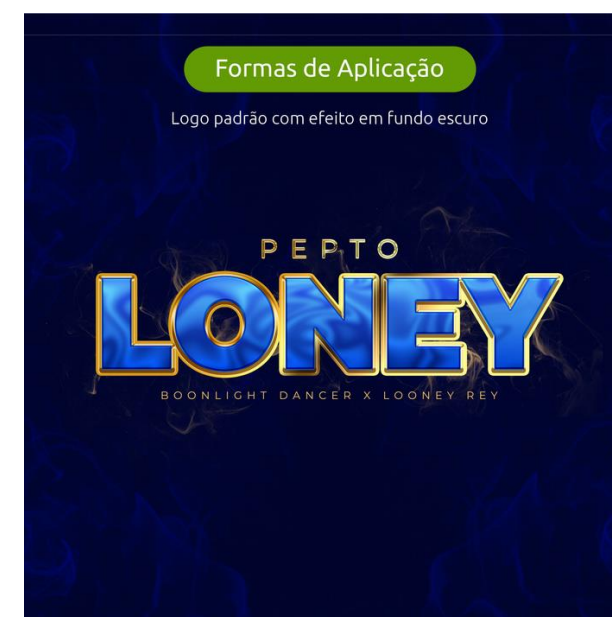 Formas de Aplicação
Logo padrão com efeito em fundo escuro
PEPTO
LONEY
BOONLIGHT DANCER X LOONEY REY